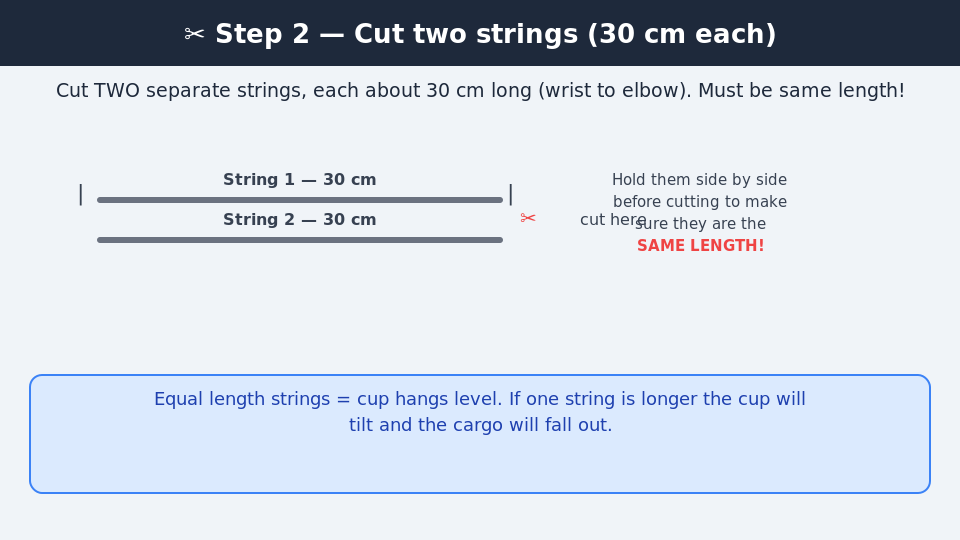 ✂ Step 2 — Cut two strings (30 cm each)
Cut TWO separate strings, each about 30 cm long (wrist to elbow). Must be same length!
String 1 — 30 cm
String 2 — 30 cm
✂ cut here
Hold them side by side
before cutting to make
sure they are the
SAME LENGTH!
Equal length strings = cup hangs level. If one string is longer the cup will
tilt and the cargo will fall out.